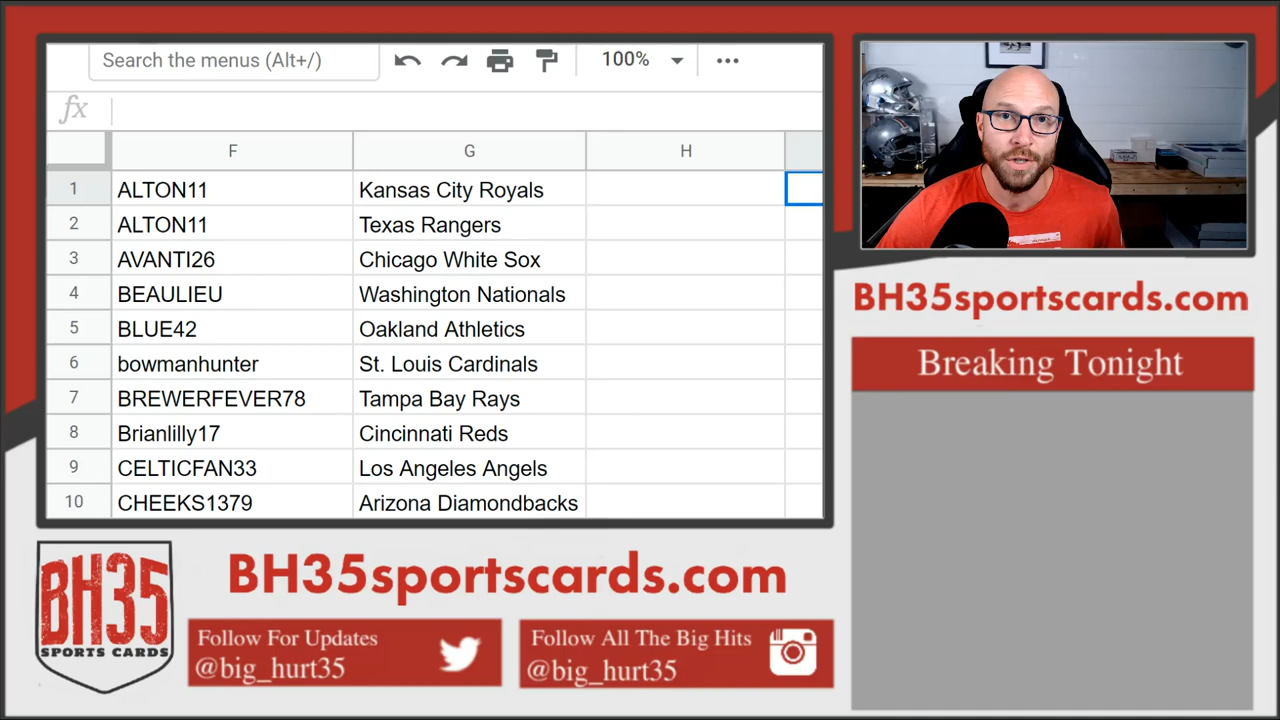 Search the menus (Alt+/)
100%
fx
F G H
1 ALTON11 Kansas City Royals
2 ALTON11 Texas Rangers
3 AVANTI26 Chicago White Sox
4 BEAULIEU Washington Nationals
5 BLUE42 Oakland Athletics
6 bowmanhunter St. Louis Cardinals
7 BREWERFEVER78 Tampa Bay Rays
8 Brianlilly17 Cincinnati Reds
9 CELTICFAN33 Los Angeles Angels
10 CHEEKS1379 Arizona Diamondbacks
BH35sportscards.com
Breaking Tonight
BH35
SPORTS CARDS
BH35sportscards.com
Follow For Updates
@big_hurt35
Follow All The Big Hits
@big_hurt35